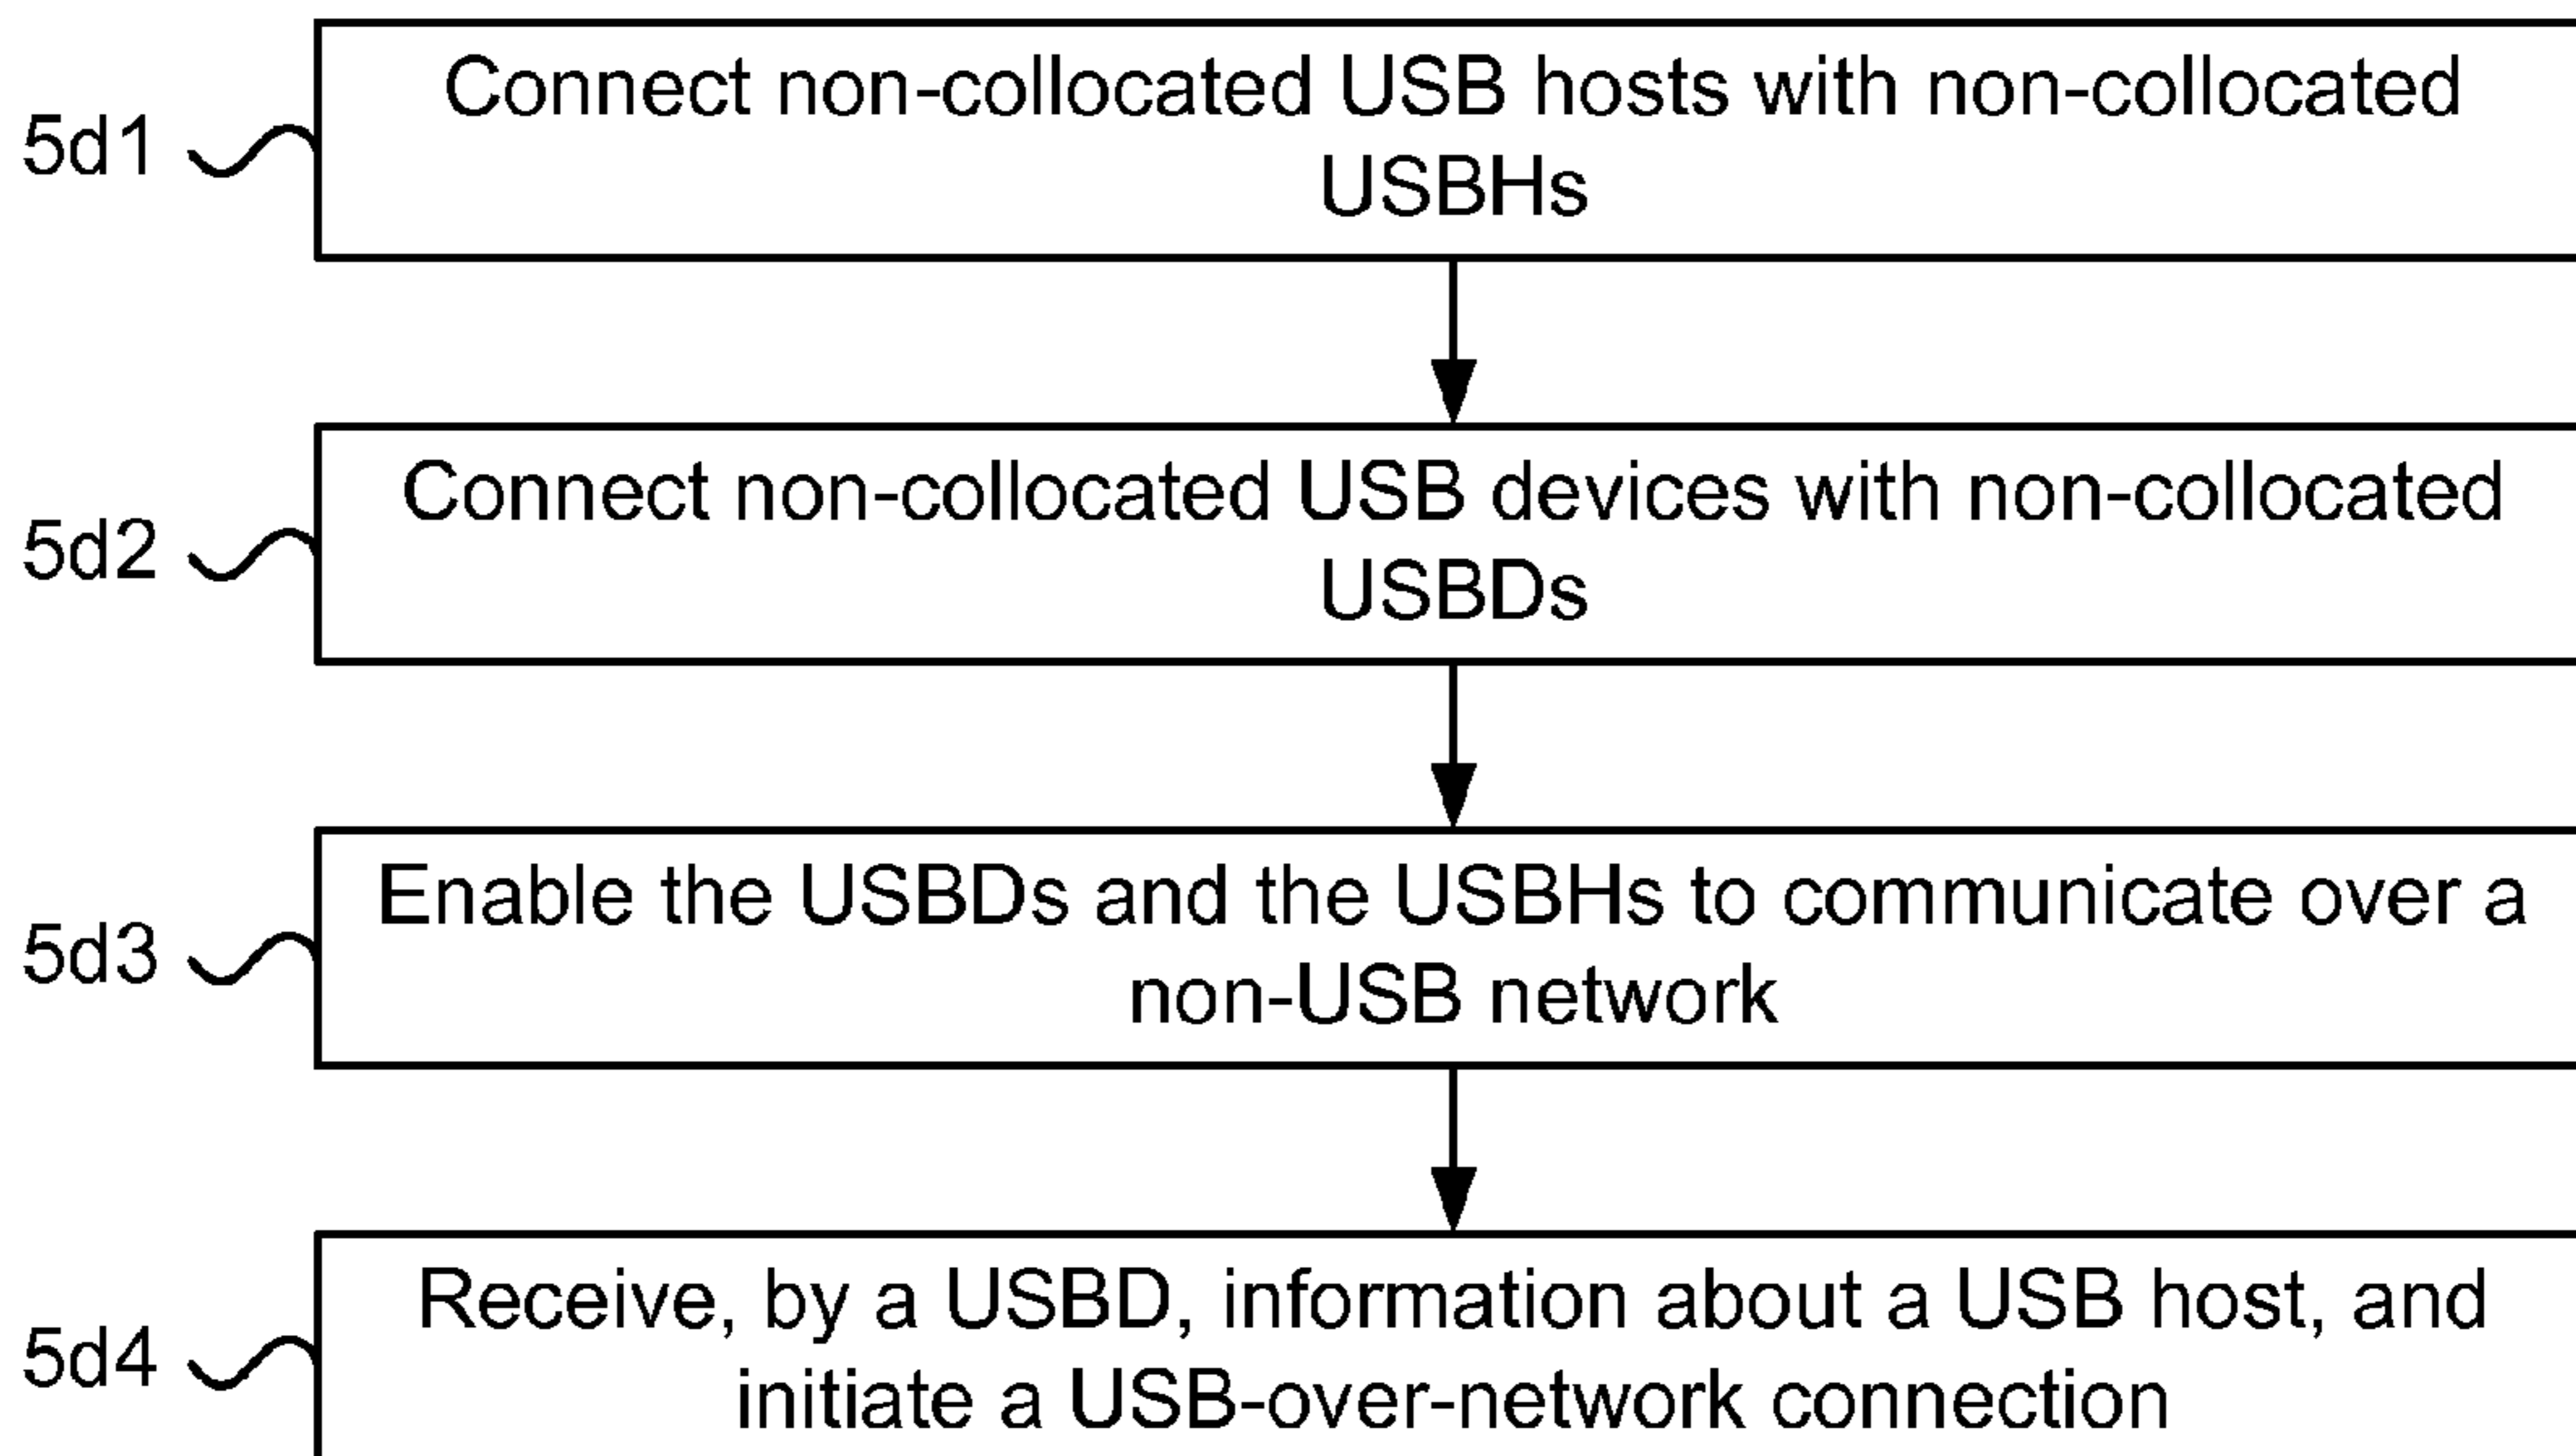 Connect non-collocated USB hosts with non-collocated
5d1
USBHs
Connect non-collocated USB devices with non-collocated
5d2
USBDs
Enable the USBDs and the USBHs to communicate over a
5d3
non-USB network
Receive, by a USBD, information about a USB host, and
5d4
initiate a USB-over-network connection